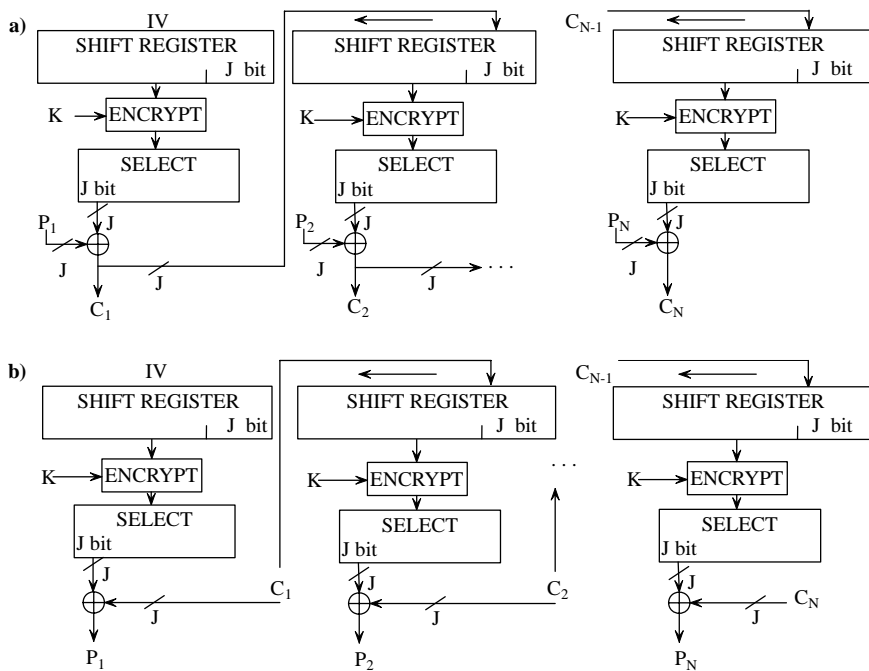 a)
IV
C N-1
SHIFT REGISTER
J bit
SHIFT REGISTER
J bit
SHIFT REGISTER
J bit
K
ENCRYPT
K
ENCRYPT
K
ENCRYPT
SELECT
J bit
SELECT
J bit
SELECT
J bit
P1
J
J
P2
J
J
PN
J
J
J
J
. . .
C1
C2
CN
b)
IV
C N-1
SHIFT REGISTER
J bit
SHIFT REGISTER
J bit
SHIFT REGISTER
J bit
K
ENCRYPT
K
ENCRYPT
. . .
K
ENCRYPT
SELECT
J bit
SELECT
J bit
SELECT
J bit
J
C1
J
J
C2
J
J
CN
J
P1
P2
PN